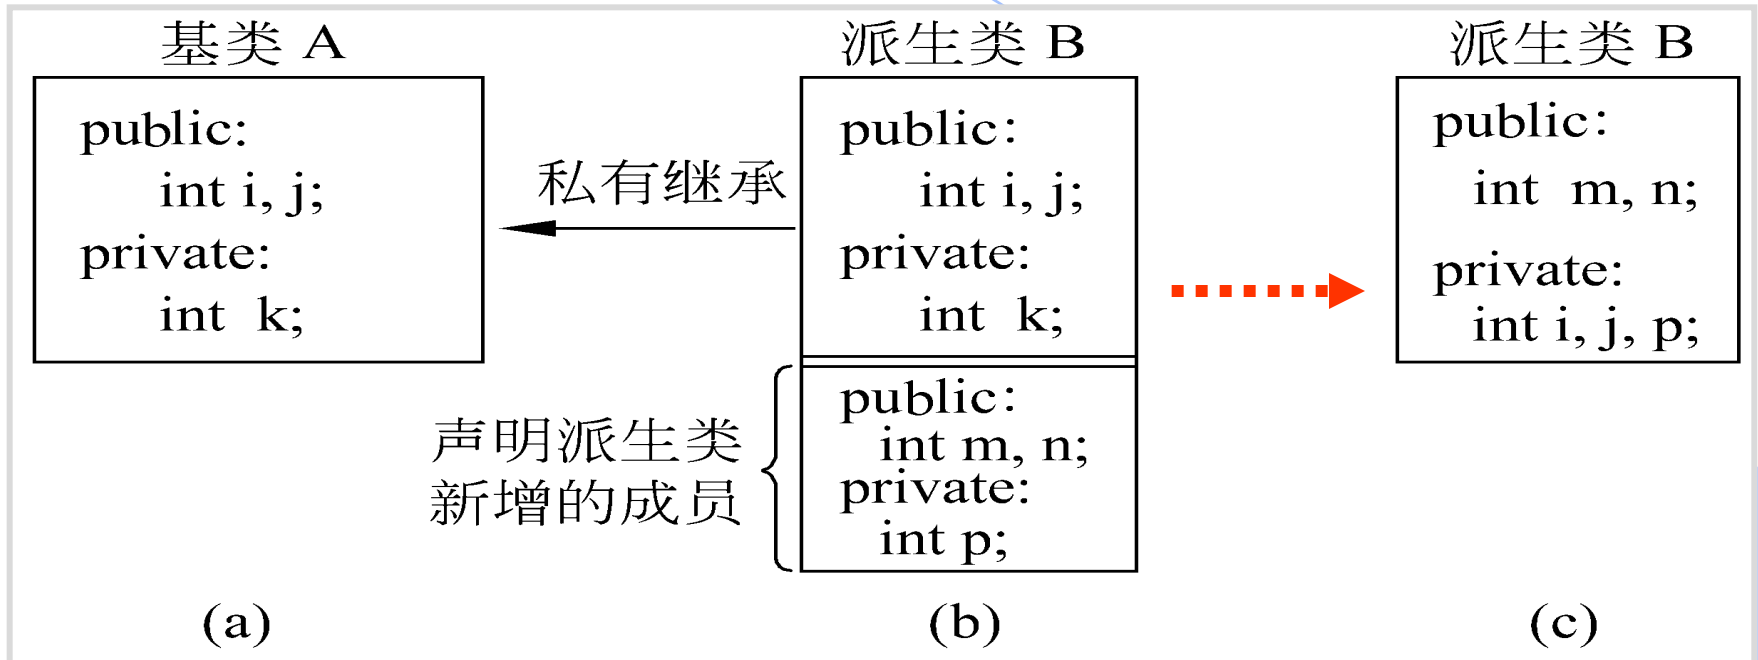 基类 A
public:
int i, j;
private:
int k;
(a)
私有继承
派生类 B
public:
int i, j;
private:
int k;
声明派生类
新增的成员
public:
int m, n;
private:
int p;
(b)
派生类 B
public:
int m, n;
private:
int i, j, p;
(c)